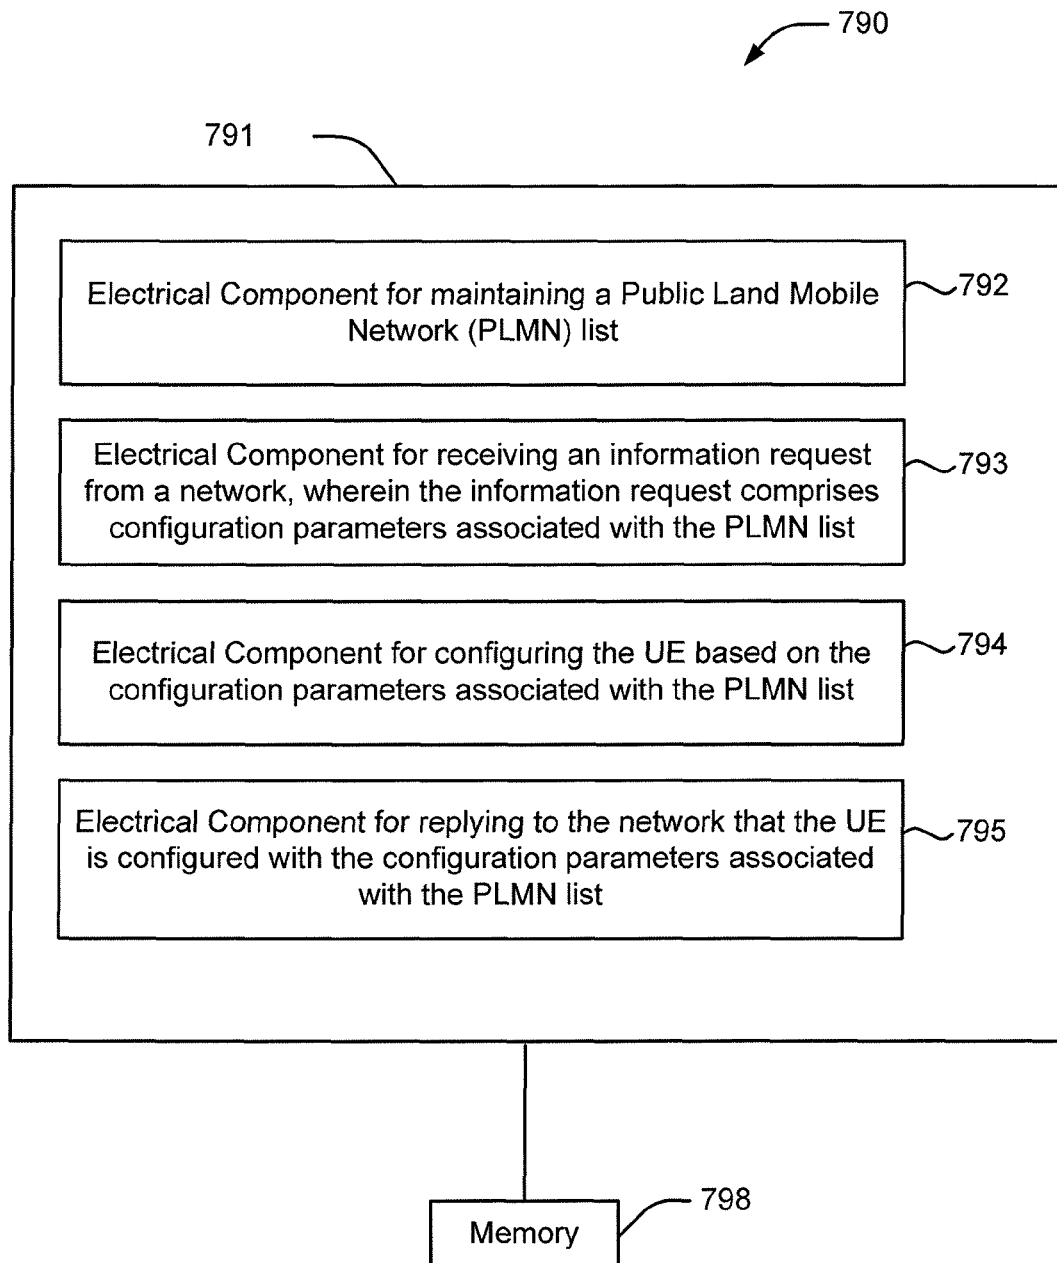 790
791
Electrical Component for maintaining a Public Land Mobile
Network (PLMN) list
792
Electrical Component for receiving an information request
from a network, wherein the information request comprises
configuration parameters associated with the PLMN list
793
Electrical Component for configuring the UE based on the
configuration parameters associated with the PLMN list
794
Electrical Component for replying to the network that the UE
is configured with the configuration parameters associated
with the PLMN list
795
798
Memory